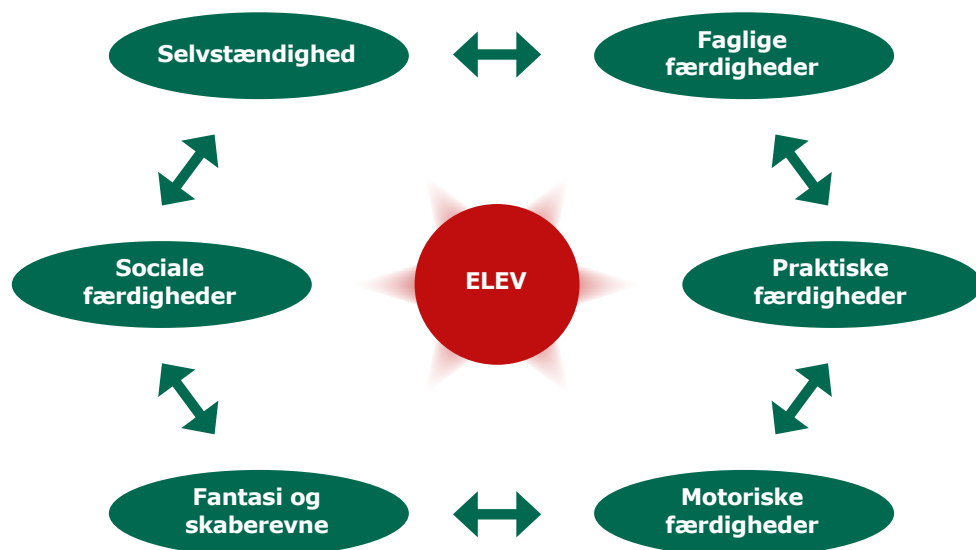 Selvstændighed
Faglige
færdigheder
Sociale
færdigheder
ELEV
Praktiske
færdigheder
Fantasi og
skaberevne
Motoriske
færdigheder